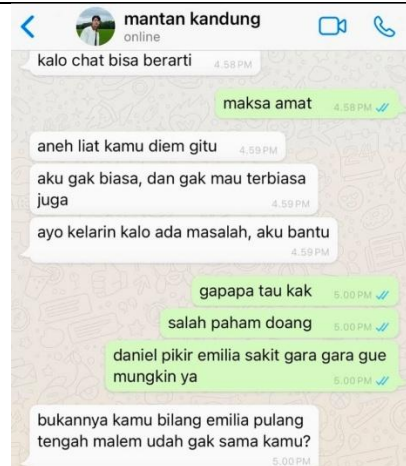 mantan kandung
online
kalo chat bisa berarti 4.58 PM
maksa amat 4.58 PM
aneh liat kamu diem gitu 4.59 PM
aku gak biasa, dan gak mau terbiasa
juga 4.59 PM
ayo kelarin kalo ada masalah, aku bantu
4.59 PM
gapapa tau kak 5.00 PM
salah paham doang 5.00 PM
daniel pikir emilia sakit gara gara gue
mungkin ya 5.00 PM
bukannya kamu bilang emilia pulang
tengah malem udah gak sama kamu?
5.00 PM